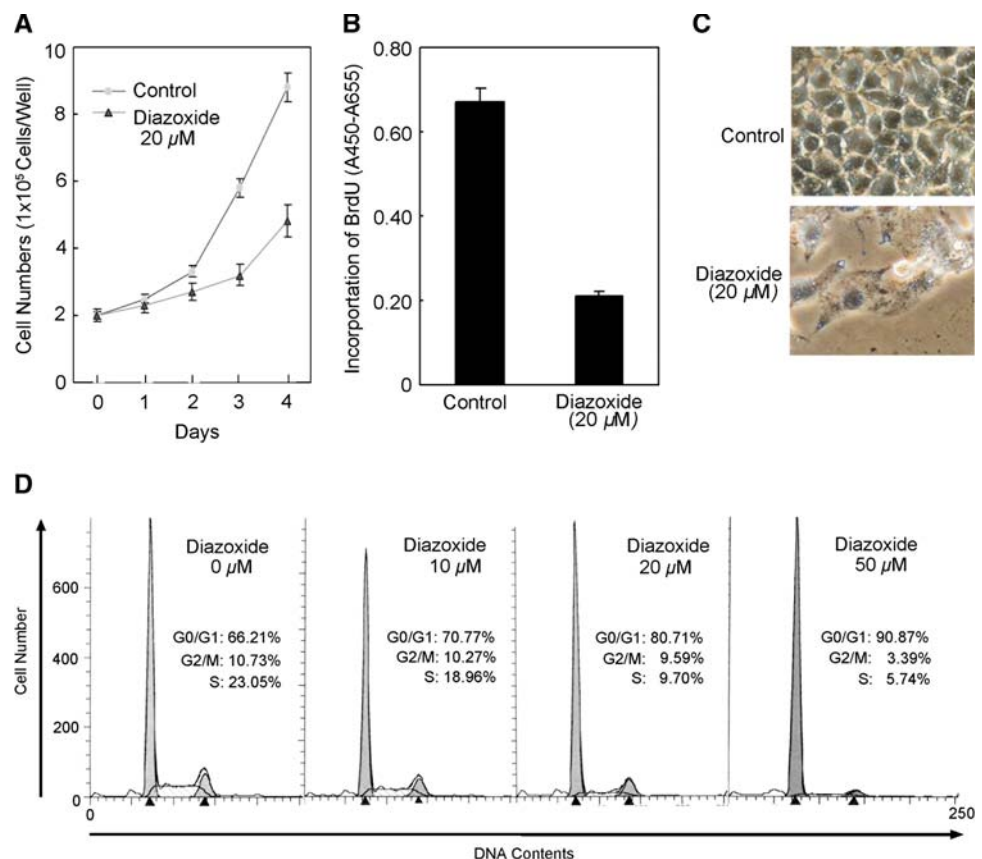 A
Cell Numbers (1x10⁵ Cells/Well)
10
8
6
4
2
0
Control
Diazoxide
20 µM
0 1 2 3 4
Days
B
Incorportation of BrdU (A450-A655)
0.80
0.60
0.40
0.20
0
Control
Diazoxide
(20 µM)
C
Control
Diazoxide
(20 µM)
D
Cell Number
600
400
200
0
Diazoxide
0 µM
G0/G1: 66.21%
G2/M: 10.73%
S: 23.05%
Diazoxide
10 µM
G0/G1: 70.77%
G2/M: 10.27%
S: 18.96%
Diazoxide
20 µM
G0/G1: 80.71%
G2/M: 9.59%
S: 9.70%
Diazoxide
50 µM
G0/G1: 90.87%
G2/M: 3.39%
S: 5.74%
0 250
DNA Contents